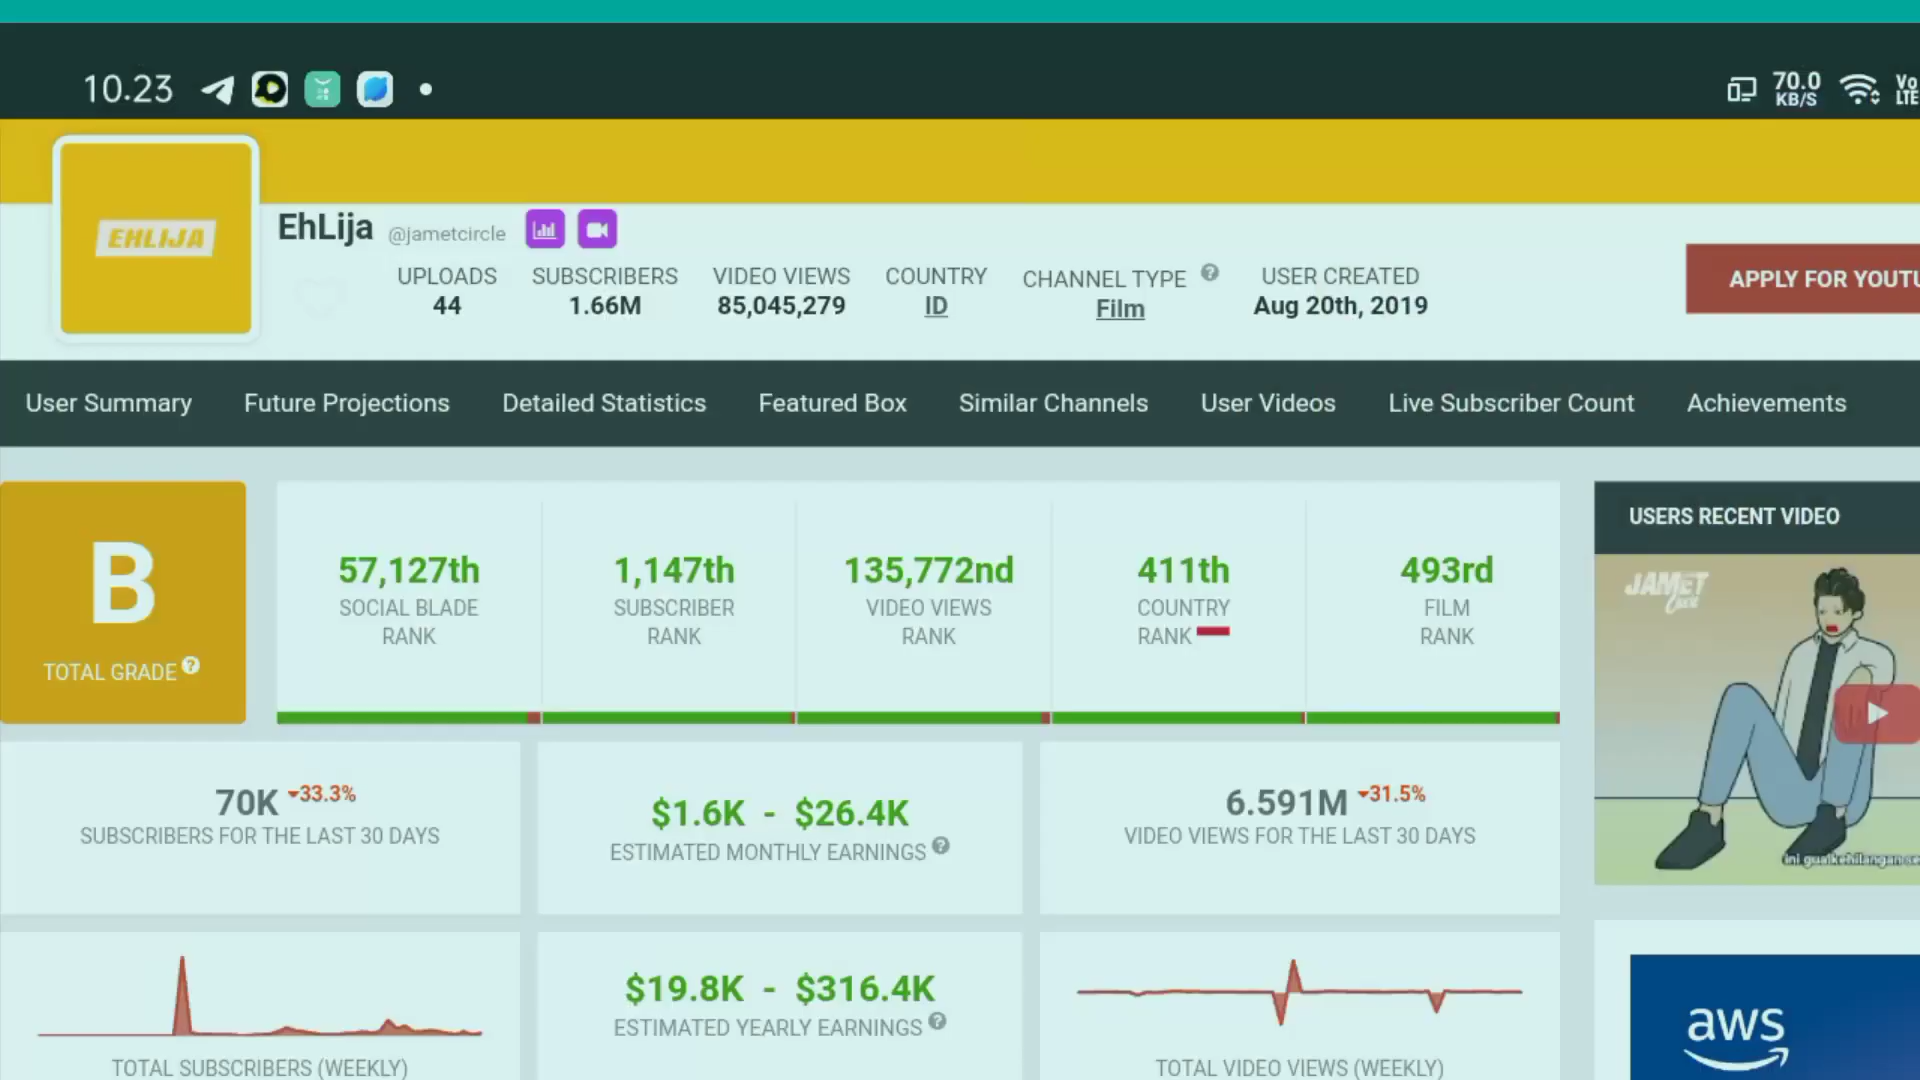 10.23
70.0
KB/S
Vo
LTE
EHLIJA
EhLija @jametcircle
UPLOADS
44
SUBSCRIBERS
1.66M
VIDEO VIEWS
85,045,279
COUNTRY
ID
CHANNEL TYPE ?
Film
USER CREATED
Aug 20th, 2019
APPLY FOR YOUTU
User Summary
Future Projections
Detailed Statistics
Featured Box
Similar Channels
User Videos
Live Subscriber Count
Achievements
B
TOTAL GRADE ?
57,127th
SOCIAL BLADE
RANK
1,147th
SUBSCRIBER
RANK
135,772nd
VIDEO VIEWS
RANK
411th
COUNTRY
RANK
493rd
FILM
RANK
USERS RECENT VIDEO
JAMET
70K 33.3%
SUBSCRIBERS FOR THE LAST 30 DAYS
$1.6K - $26.4K
ESTIMATED MONTHLY EARNINGS ?
6.591M 31.5%
VIDEO VIEWS FOR THE LAST 30 DAYS
TOTAL SUBSCRIBERS (WEEKLY)
$19.8K - $316.4K
ESTIMATED YEARLY EARNINGS ?
TOTAL VIDEO VIEWS (WEEKLY)
aws